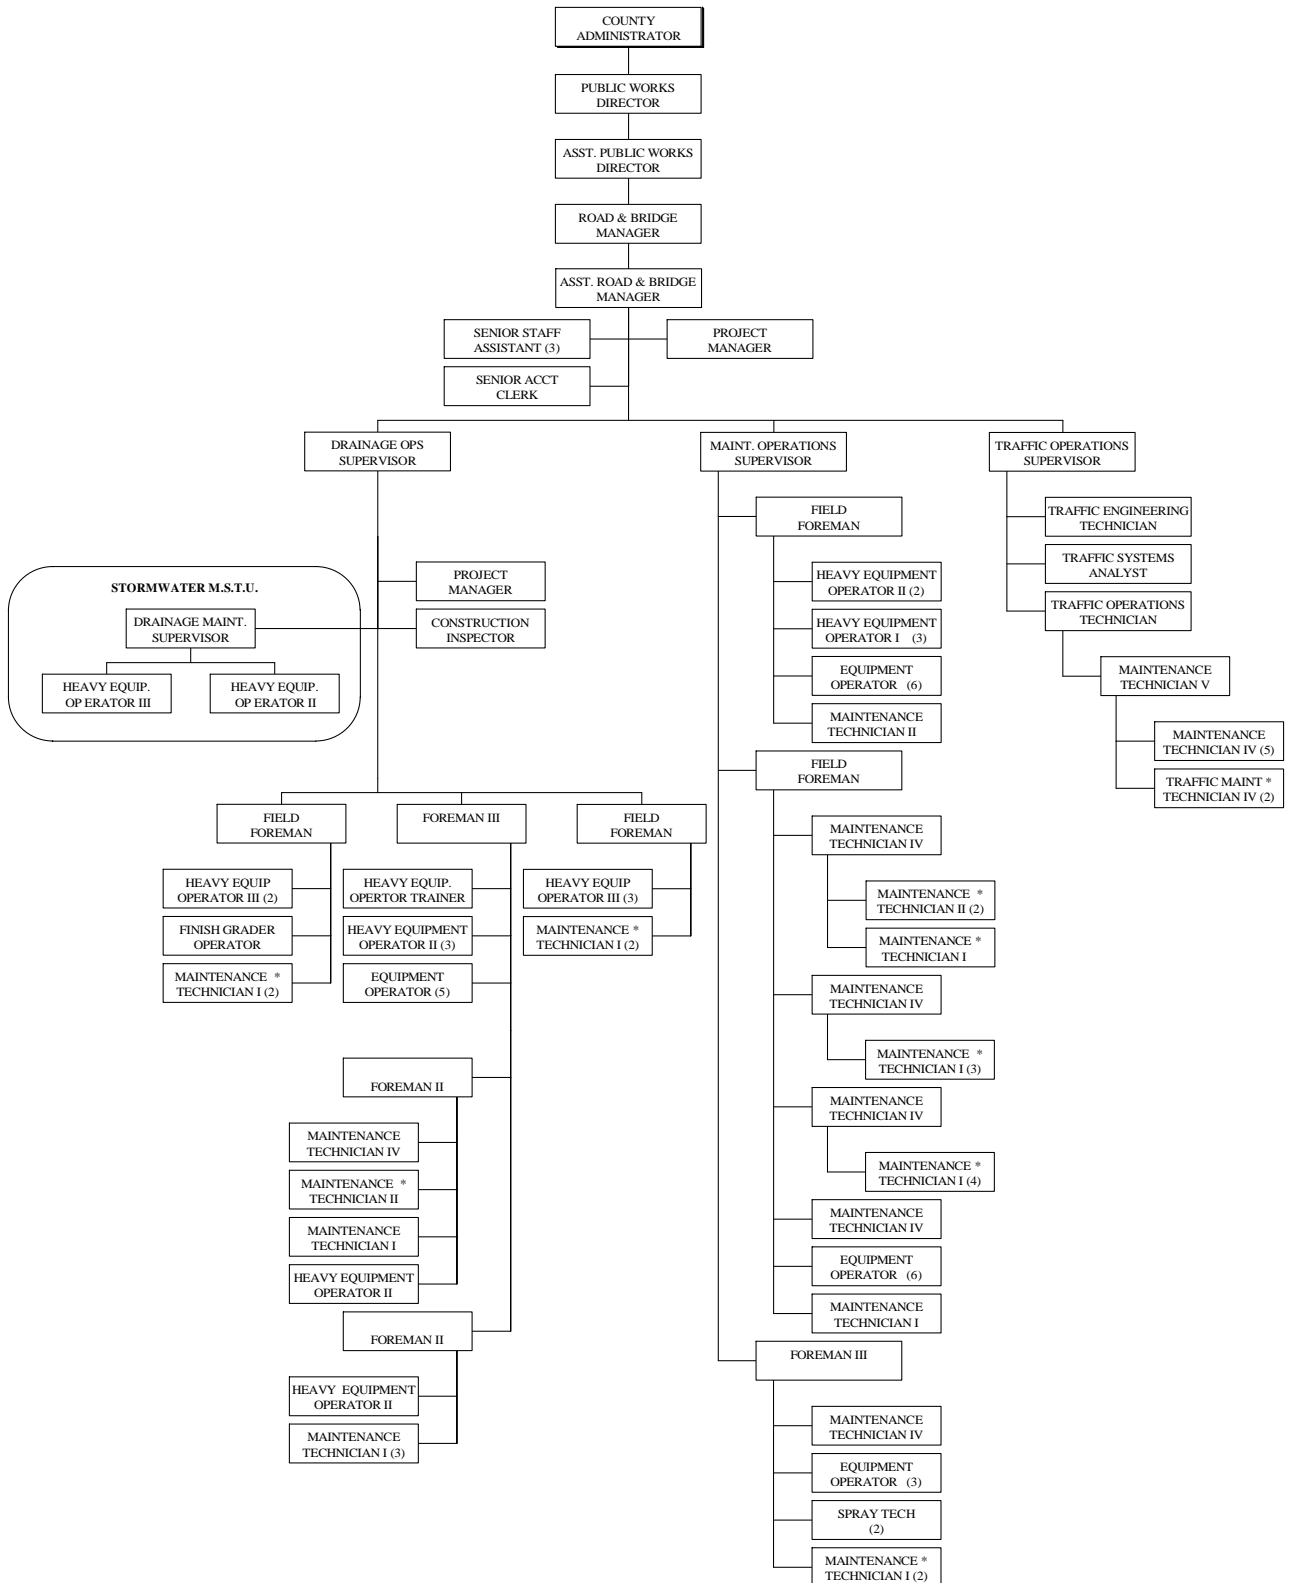 COUNTY
ADMINISTRATOR
PUBLIC WORKS
DIRECTOR
ASST. PUBLIC WORKS
DIRECTOR
ROAD & BRIDGE
MANAGER
ASST. ROAD & BRIDGE
MANAGER
SENIOR STAFF
ASSISTANT (3)
PROJECT
MANAGER
SENIOR ACCT
CLERK
DRAINAGE OPS
SUPERVISOR
PROJECT
MANAGER
CONSTRUCTION
INSPECTOR
STORMWATER M.S.T.U.
DRAINAGE MAINT.
SUPERVISOR
HEAVY EQUIP.
OP ERATOR III
HEAVY EQUIP.
OP ERATOR II
FIELD
FOREMAN
HEAVY EQUIP
OPERATOR III (2)
FINISH GRADER
OPERATOR
MAINTENANCE *
TECHNICIAN I (2)
FOREMAN III
HEAVY EQUIP.
OPERTOR TRAINER
HEAVY EQUIPMENT
OPERATOR II (3)
EQUIPMENT
OPERATOR (5)
FOREMAN II
MAINTENANCE
TECHNICIAN IV
MAINTENANCE *
TECHNICIAN II
MAINTENANCE
TECHNICIAN I
HEAVY EQUIPMENT
OPERATOR II
FOREMAN II
HEAVY EQUIPMENT
OPERATOR II
MAINTENANCE
TECHNICIAN I (3)
FIELD
FOREMAN
HEAVY EQUIP
OPERATOR III (3)
MAINTENANCE *
TECHNICIAN I (2)
MAINT. OPERATIONS
SUPERVISOR
FIELD
FOREMAN
HEAVY EQUIPMENT
OPERATOR II (2)
HEAVY EQUIPMENT
OPERATOR I (3)
EQUIPMENT
OPERATOR (6)
MAINTENANCE
TECHNICIAN II
FIELD
FOREMAN
MAINTENANCE
TECHNICIAN IV
MAINTENANCE *
TECHNICIAN II (2)
MAINTENANCE *
TECHNICIAN I
MAINTENANCE
TECHNICIAN IV
MAINTENANCE *
TECHNICIAN I (3)
MAINTENANCE
TECHNICIAN IV
MAINTENANCE *
TECHNICIAN I (4)
MAINTENANCE
TECHNICIAN IV
EQUIPMENT
OPERATOR (6)
MAINTENANCE
TECHNICIAN I
FOREMAN III
MAINTENANCE
TECHNICIAN IV
EQUIPMENT
OPERATOR (3)
SPRAY TECH
(2)
MAINTENANCE *
TECHNICIAN I (2)
TRAFFIC OPERATIONS
SUPERVISOR
TRAFFIC ENGINEERING
TECHNICIAN
TRAFFIC SYSTEMS
ANALYST
TRAFFIC OPERATIONS
TECHNICIAN
MAINTENANCE
TECHNICIAN V
MAINTENANCE
TECHNICIAN IV (5)
TRAFFIC MAINT *
TECHNICIAN IV (2)